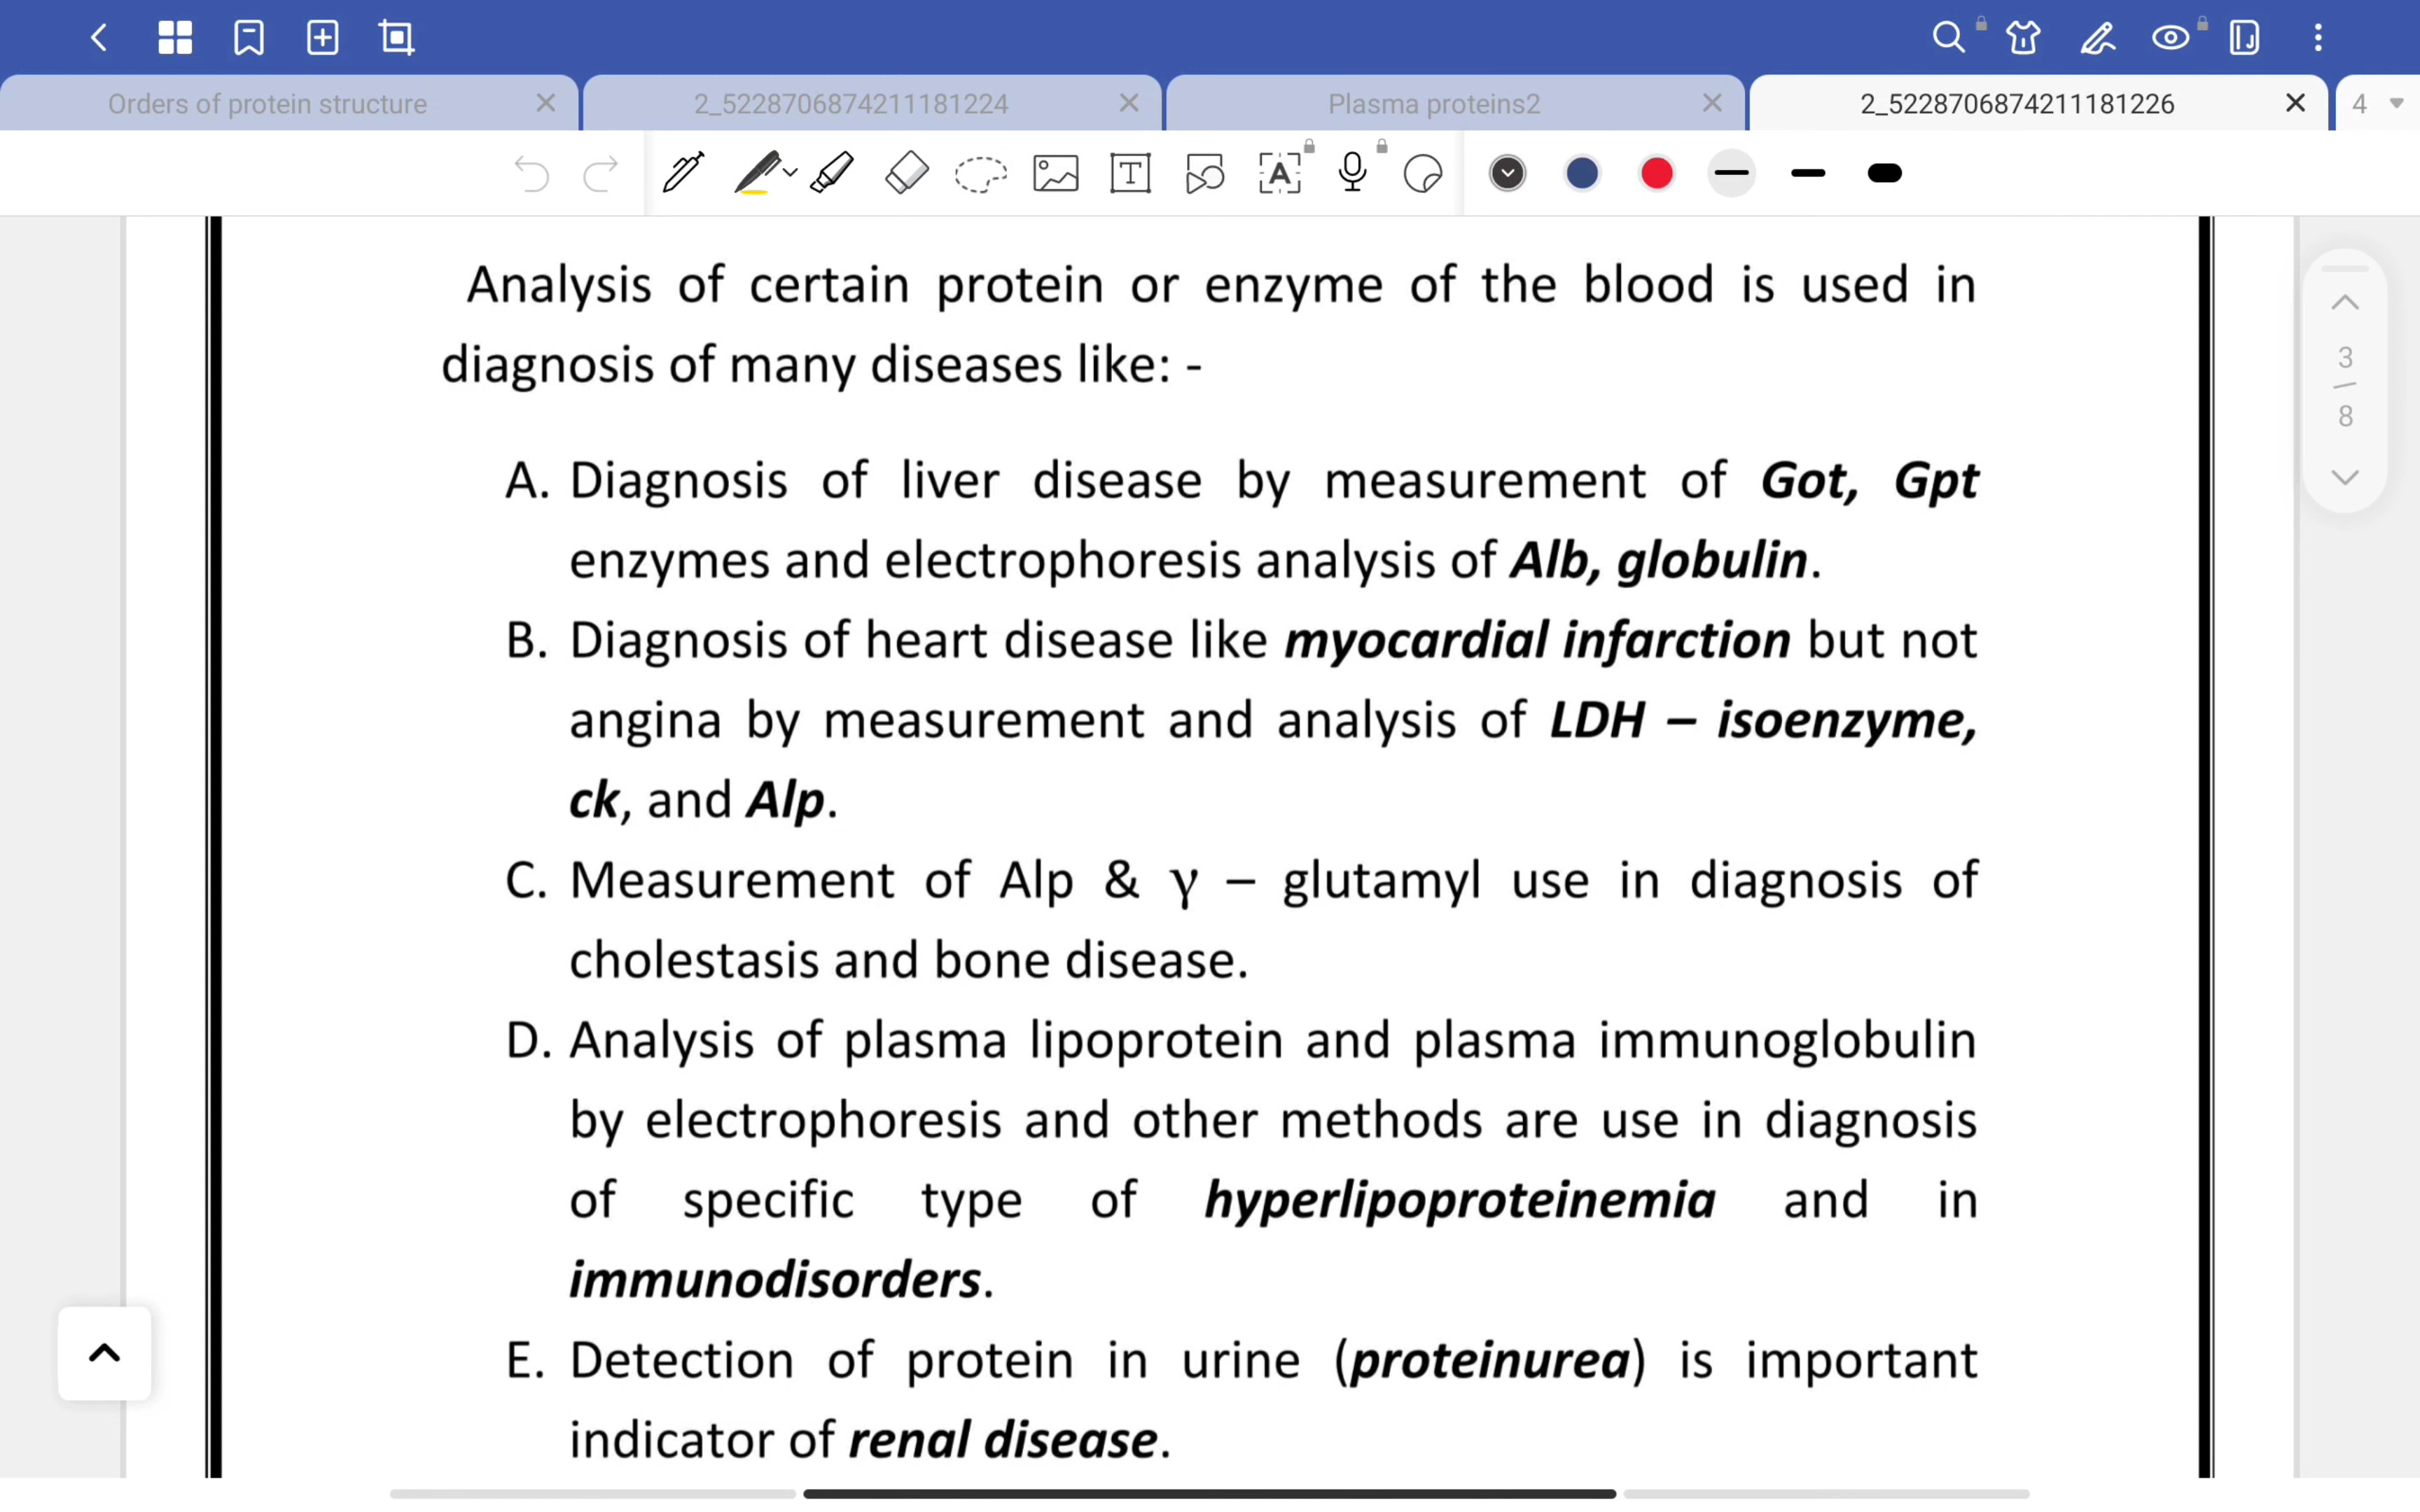 Orders of protein structure
2_5228706874211181224
Plasma proteins2
2_5228706874211181226
4
Analysis of certain protein or enzyme of the blood is used in
diagnosis of many diseases like: -
3
8
A. Diagnosis of liver disease by measurement of Got, Gpt
enzymes and electrophoresis analysis of Alb, globulin.
B. Diagnosis of heart disease like myocardial infarction but not
angina by measurement and analysis of LDH – isoenzyme,
ck, and Alp.
C. Measurement of Alp & γ – glutamyl use in diagnosis of
cholestasis and bone disease.
D. Analysis of plasma lipoprotein and plasma immunoglobulin
by electrophoresis and other methods are use in diagnosis
of specific type of hyperlipoproteinemia and in
immunodisorders.
E. Detection of protein in urine (proteinurea) is important
indicator of renal disease.